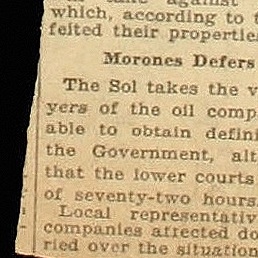 against
which, according to t
feited their propertie
Morones Defers
The Sol takes the v
yers of the oil comp
able to obtain defini
the Government, alt
that the lower courts
of seventy-two hours.
Local representativ
companies affected do
ried over the situation